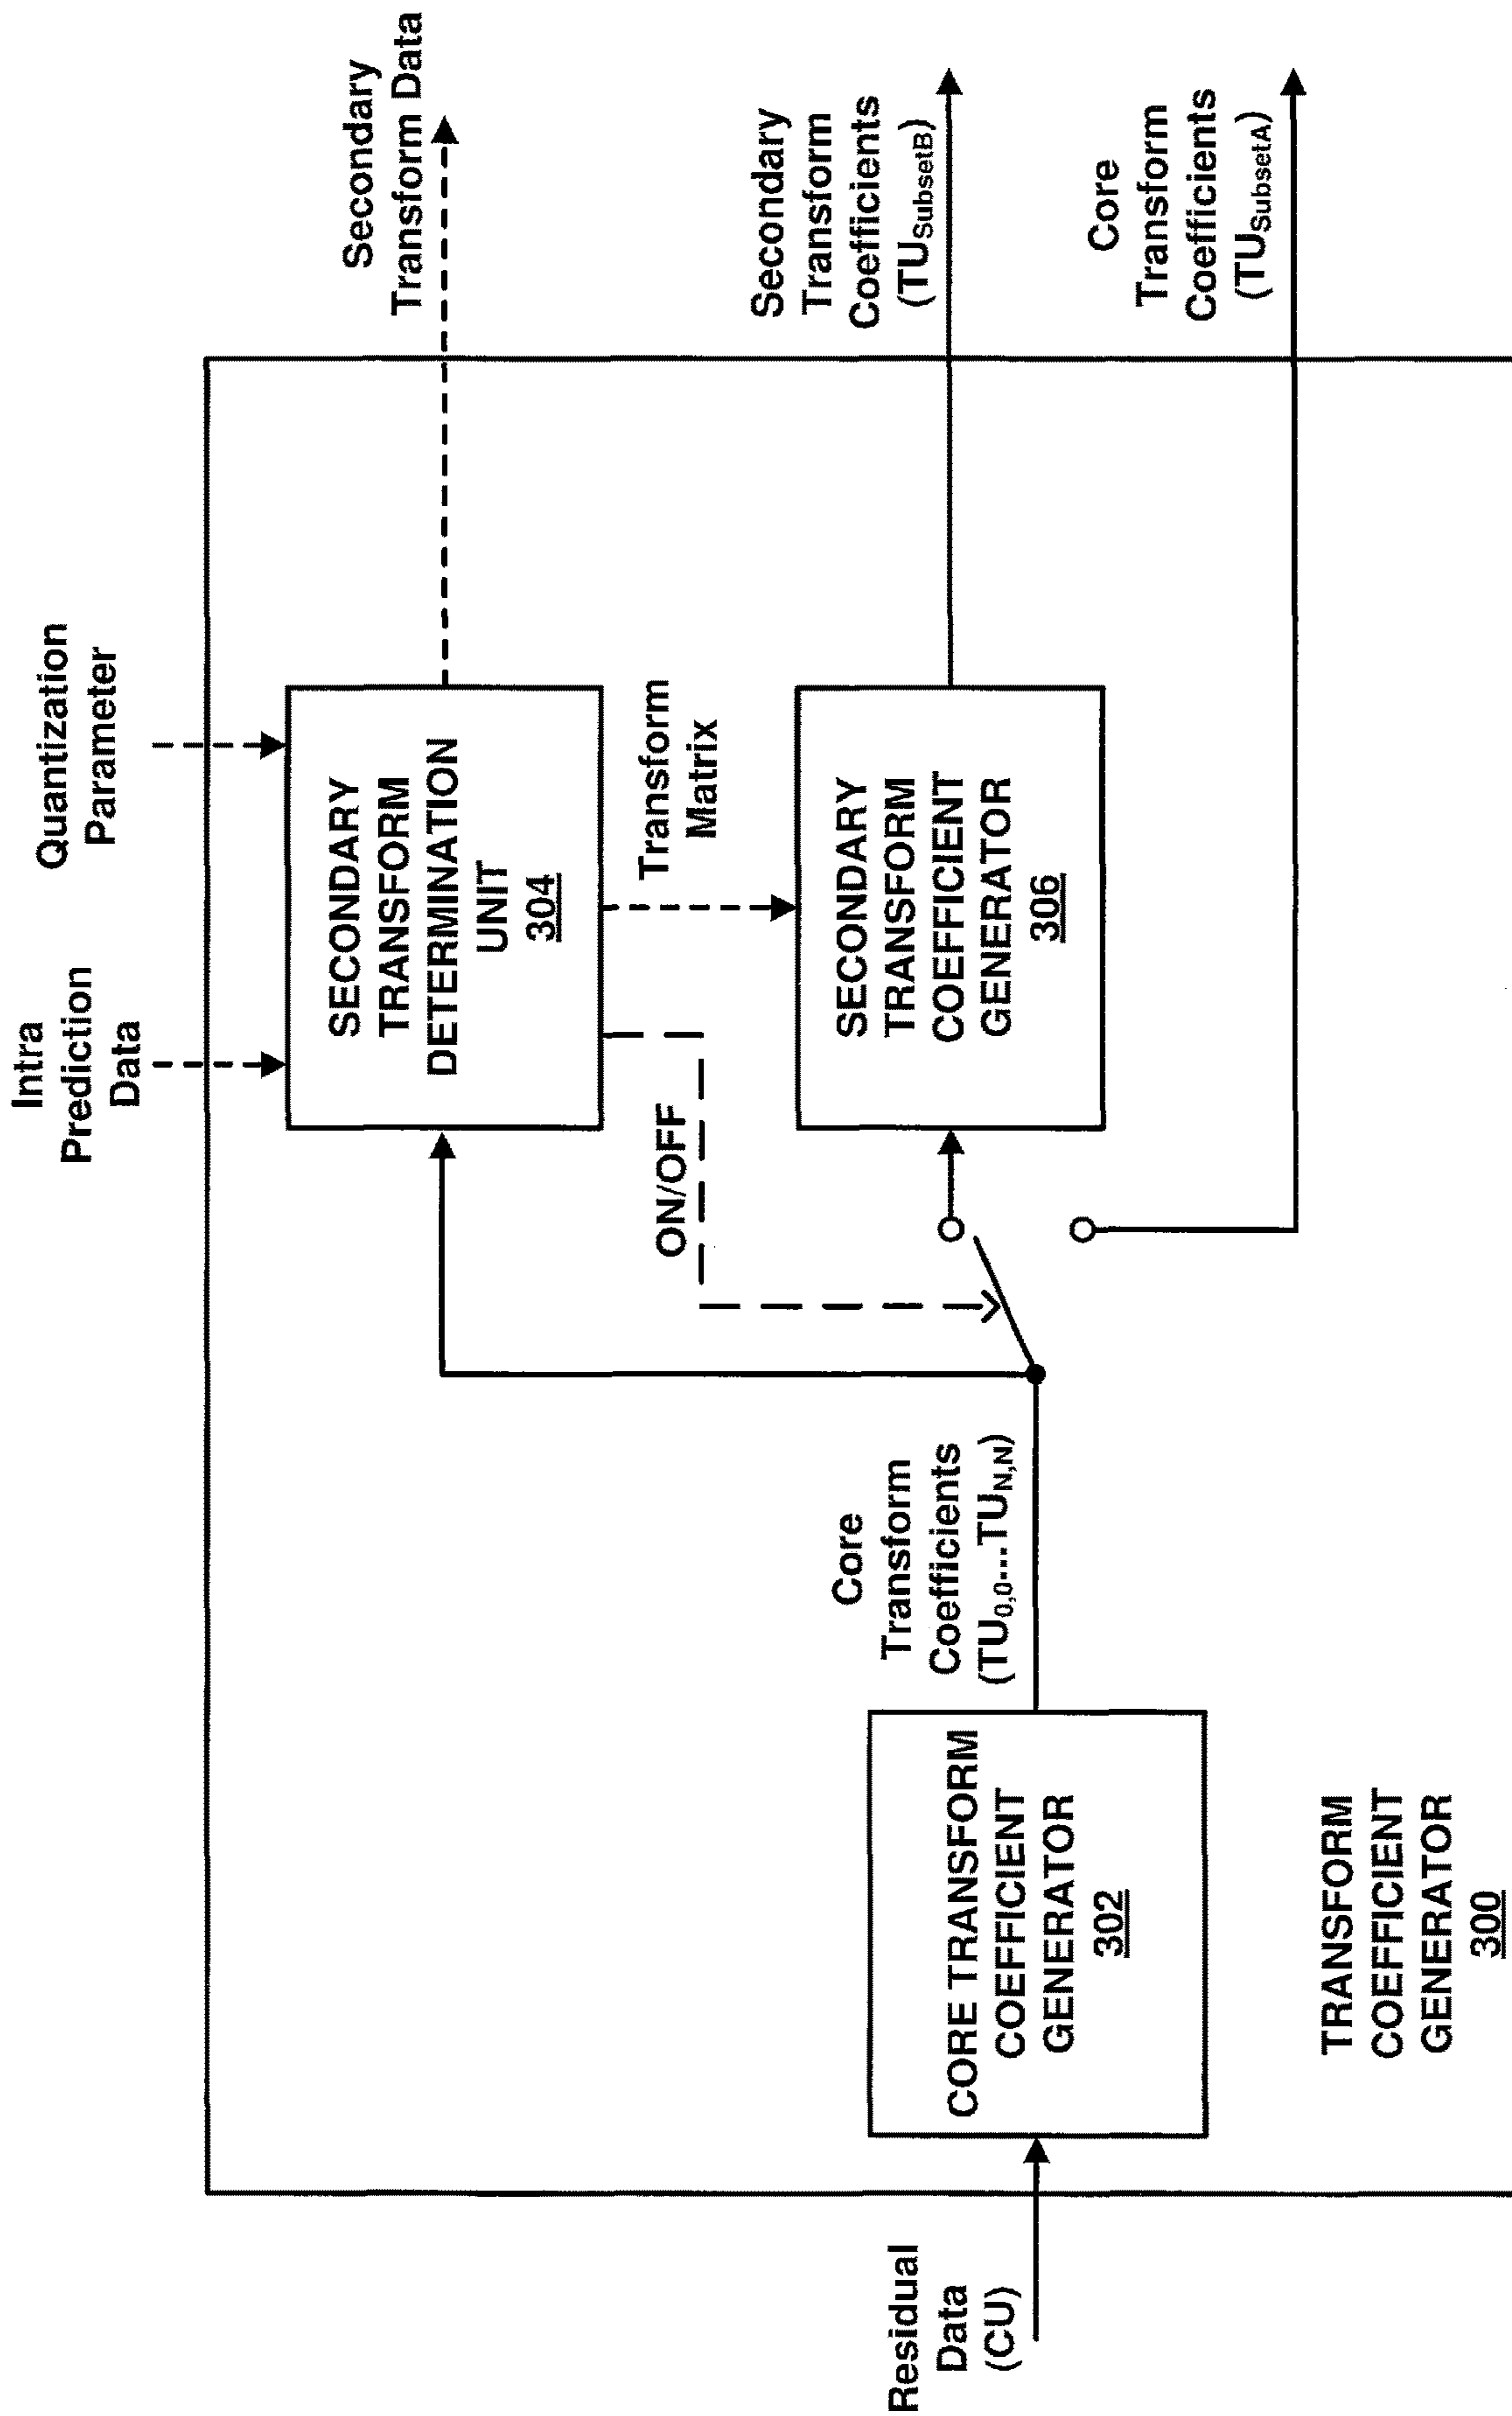 Intra
Prediction
Data
Quantization
Parameter
SECONDARY
TRANSFORM
DETERMINATION
UNIT
304
Secondary
Transform Data
ON/OFF
Transform
Matrix
Residual
Data
(CU)
CORE TRANSFORM
COEFFICIENT
GENERATOR
302
Core
Transform
Coefficients
(TU0,0...TUN,N)
SECONDARY
TRANSFORM
COEFFICIENT
GENERATOR
306
Secondary
Transform
Coefficients
(TUSubsetB)
Core
Transform
Coefficients
(TUSubsetA)
TRANSFORM
COEFFICIENT
GENERATOR
300